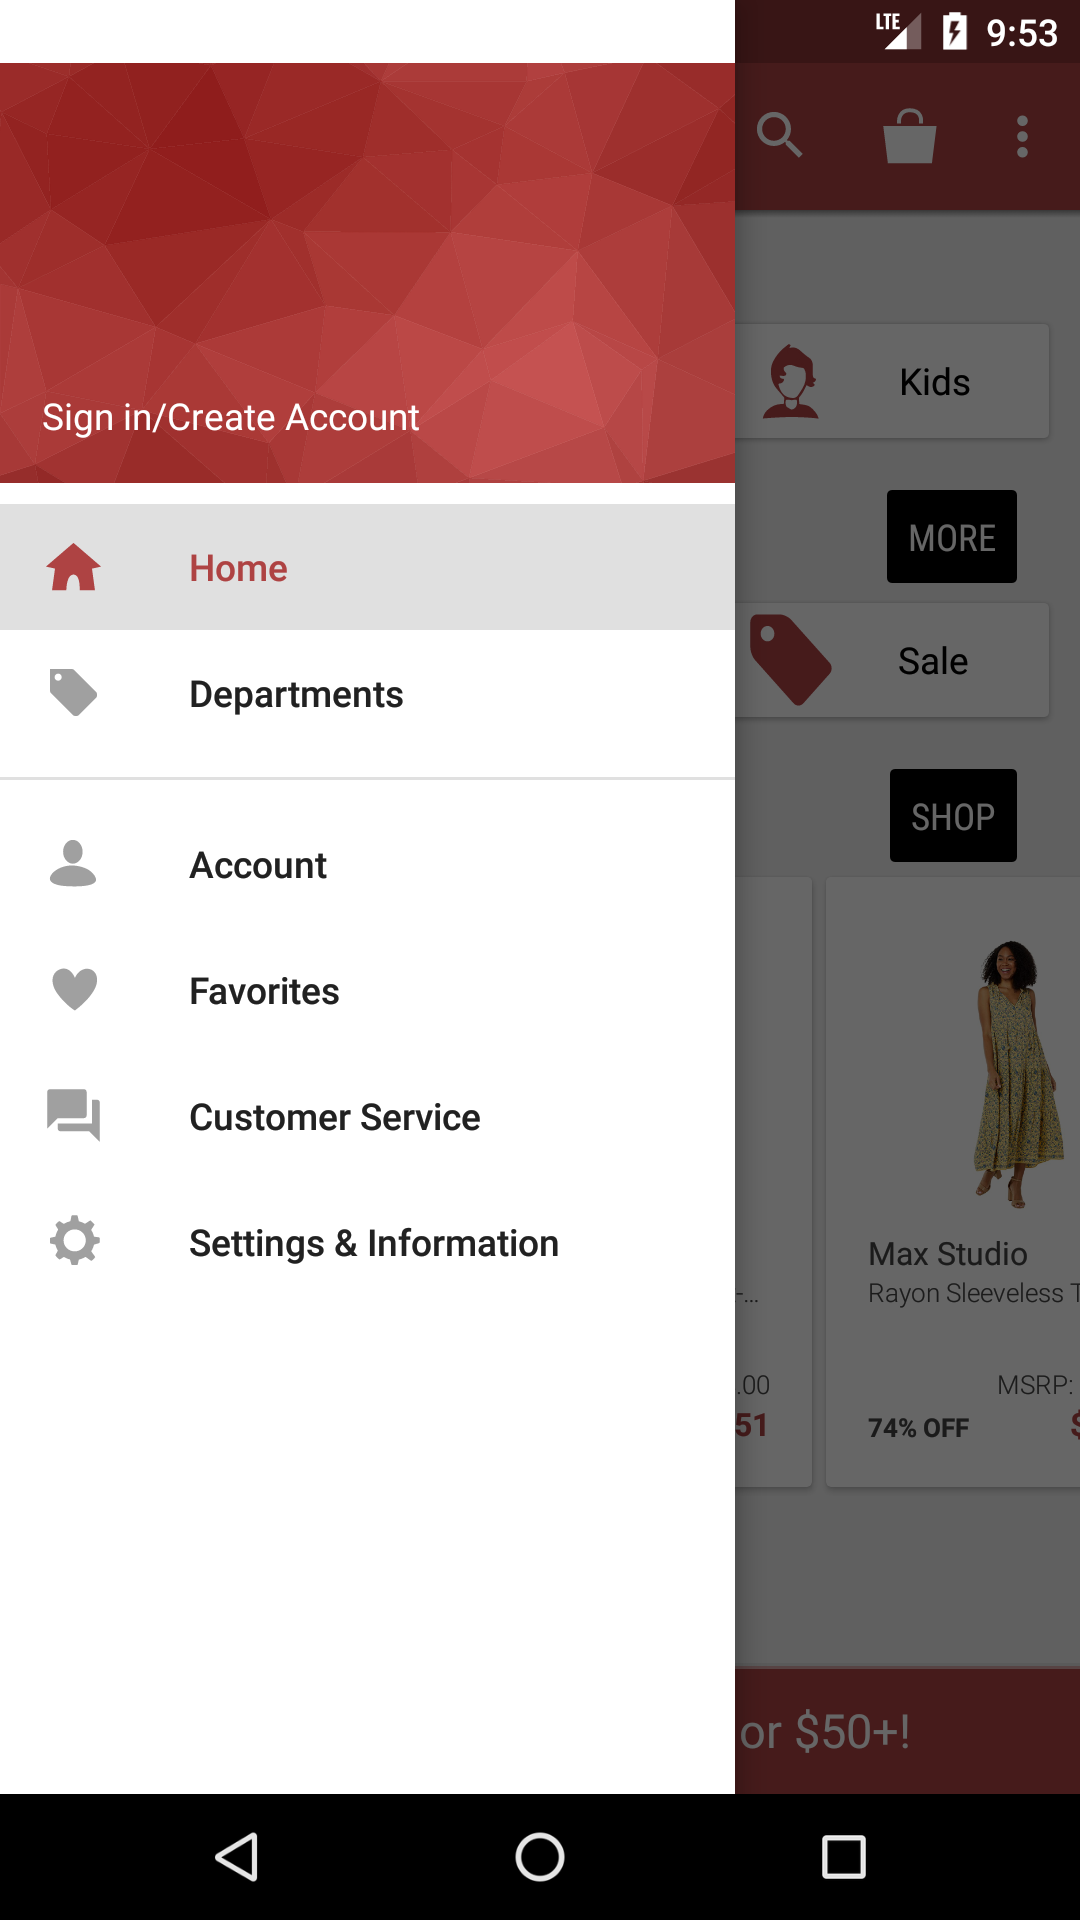 LTE 9:53
Sign in/Create Account
Kids
MORE
Home
Sale
Departments
SHOP
Account
Favorites
Customer Service
Settings & Information
Max Studio
-... Rayon Sleeveless T
.00 MSRP:
51 74% OFF $
or $50+!